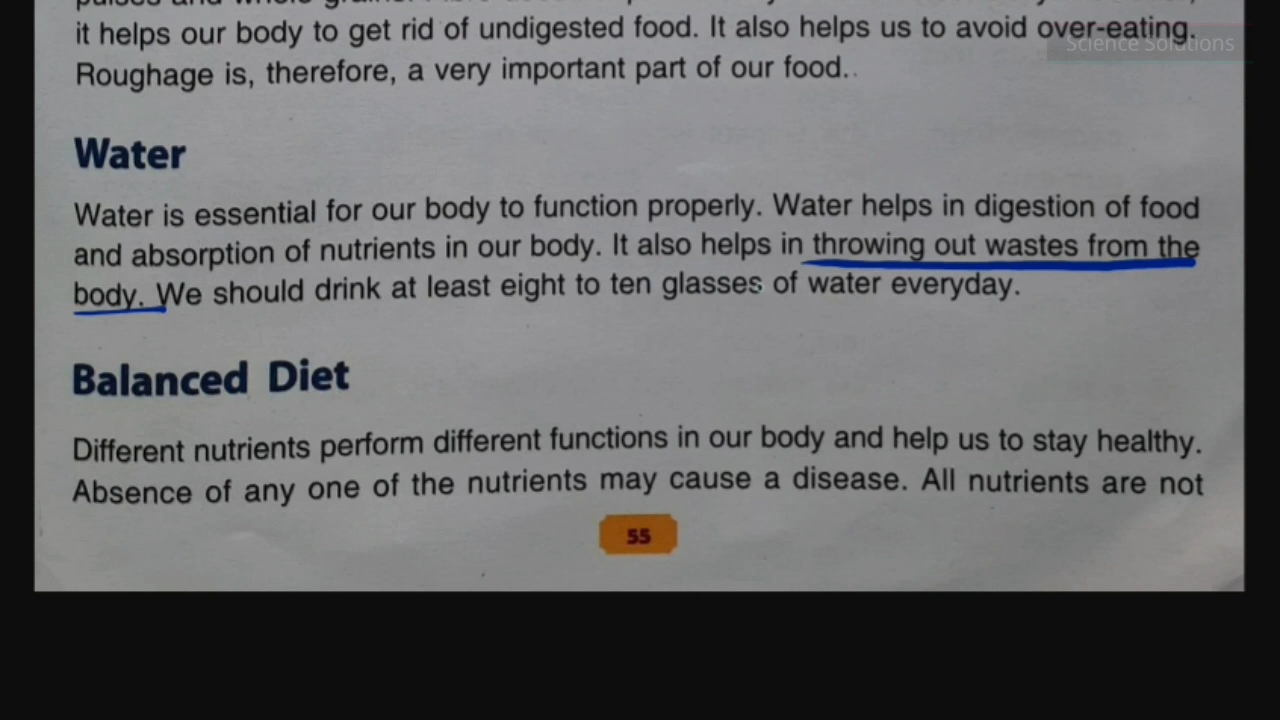 it helps our body to get rid of undigested food. It also helps us to avoid over-eating.
Science Solutions
Roughage is, therefore, a very important part of our food..
Water
Water is essential for our body to function properly. Water helps in digestion of food
and absorption of nutrients in our body. It also helps in throwing out wastes from the
body. We should drink at least eight to ten glasses of water everyday.
Balanced Diet
Different nutrients perform different functions in our body and help us to stay healthy.
Absence of any one of the nutrients may cause a disease. All nutrients are not
55